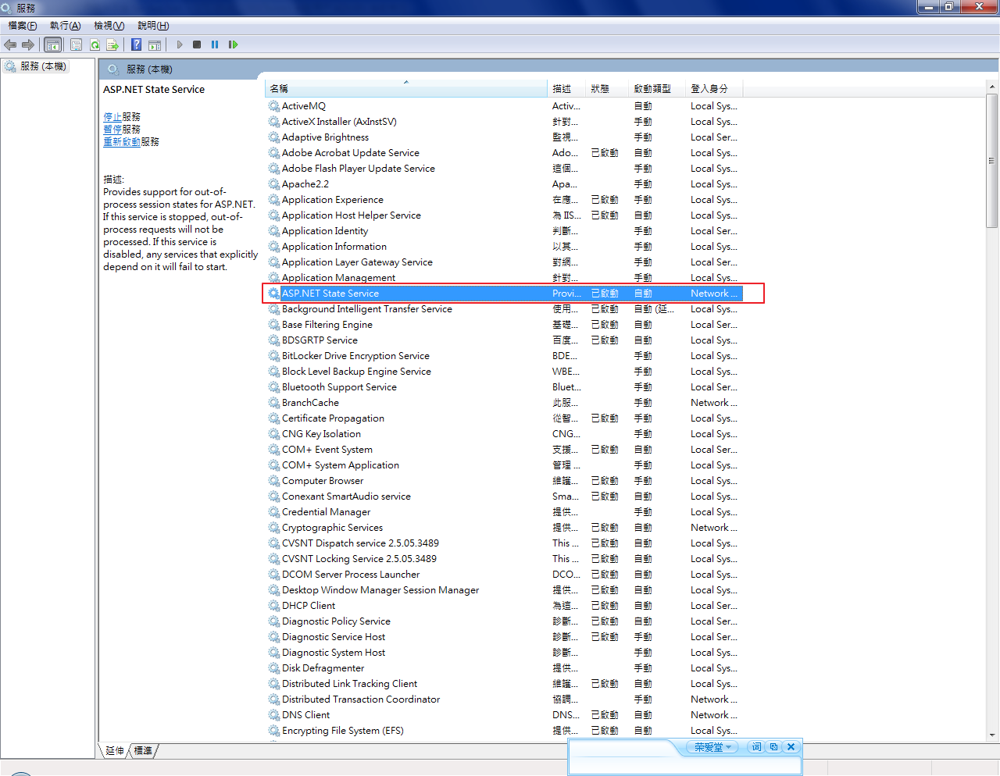 服務
檔案(F) 執行(A) 檢視(V) 說明(H)
服務 (本機)
服務 (本機)
ASP.NET State Service
停止服務
暫停服務
重新啟動服務
描述:
Provides support for out-of-
process session states for ASP.NET.
If this service is stopped, out-of-
process requests will not be
processed. If this service is
disabled, any services that explicitly
depend on it will fail to start.
名稱 描述 狀態 啟動類型 登入身分
ActiveMQ Activ... 自動 Local Sys...
ActiveX Installer (AxInstSV) 針對... 手動 Local Sys...
Adaptive Brightness 監視... 手動 Local Ser...
Adobe Acrobat Update Service Ado... 已啟動 自動 Local Sys...
Adobe Flash Player Update Service 這個... 手動 Local Sys...
Apache2.2 Apa... 手動 Local Sys...
Application Experience 在應... 已啟動 手動 Local Sys...
Application Host Helper Service 為 IIS... 已啟動 自動 Local Sys...
Application Identity 判斷... 手動 Local Ser...
Application Information 以其... 手動 Local Sys...
Application Layer Gateway Service 對網... 手動 Local Ser...
Application Management 針對... 手動 Local Sys...
ASP.NET State Service Provi... 已啟動 自動 Network ...
Background Intelligent Transfer Service 使用... 已啟動 自動 (延... Local Sys...
Base Filtering Engine 基礎... 已啟動 自動 Local Ser...
BDSGRTP Service 百度... 已啟動 自動 Local Sys...
BitLocker Drive Encryption Service BDE... 手動 Local Sys...
Block Level Backup Engine Service WBE... 手動 Local Sys...
Bluetooth Support Service Bluet... 手動 Local Ser...
BranchCache 此服... 手動 Network ...
Certificate Propagation 從智... 已啟動 手動 Local Sys...
CNG Key Isolation CNG... 手動 Local Sys...
COM+ Event System 支援... 已啟動 自動 Local Ser...
COM+ System Application 管理 ... 手動 Local Sys...
Computer Browser 維護... 已啟動 手動 Local Sys...
Conexant SmartAudio service Sma... 已啟動 自動 Local Sys...
Credential Manager 提供... 手動 Local Sys...
Cryptographic Services 提供... 已啟動 自動 Network ...
CVSNT Dispatch service 2.5.05.3489 This ... 已啟動 自動 Local Sys...
CVSNT Locking Service 2.5.05.3489 This ... 已啟動 自動 Local Sys...
DCOM Server Process Launcher DCO... 已啟動 自動 Local Sys...
Desktop Window Manager Session Manager 提供... 已啟動 自動 Local Sys...
DHCP Client 為這... 已啟動 自動 Local Ser...
Diagnostic Policy Service 診斷... 已啟動 自動 Local Ser...
Diagnostic Service Host 診斷... 已啟動 手動 Local Ser...
Diagnostic System Host 診斷... 手動 Local Sys...
Disk Defragmenter 提供... 手動 Local Sys...
Distributed Link Tracking Client 維護... 已啟動 自動 Local Sys...
Distributed Transaction Coordinator 協調... 手動 Network ...
DNS Client DNS... 已啟動 自動 Network ...
Encrypting File System (EFS) 提供... 已啟動 自動 Local Sys...
延伸 標準
荣爱堂 词